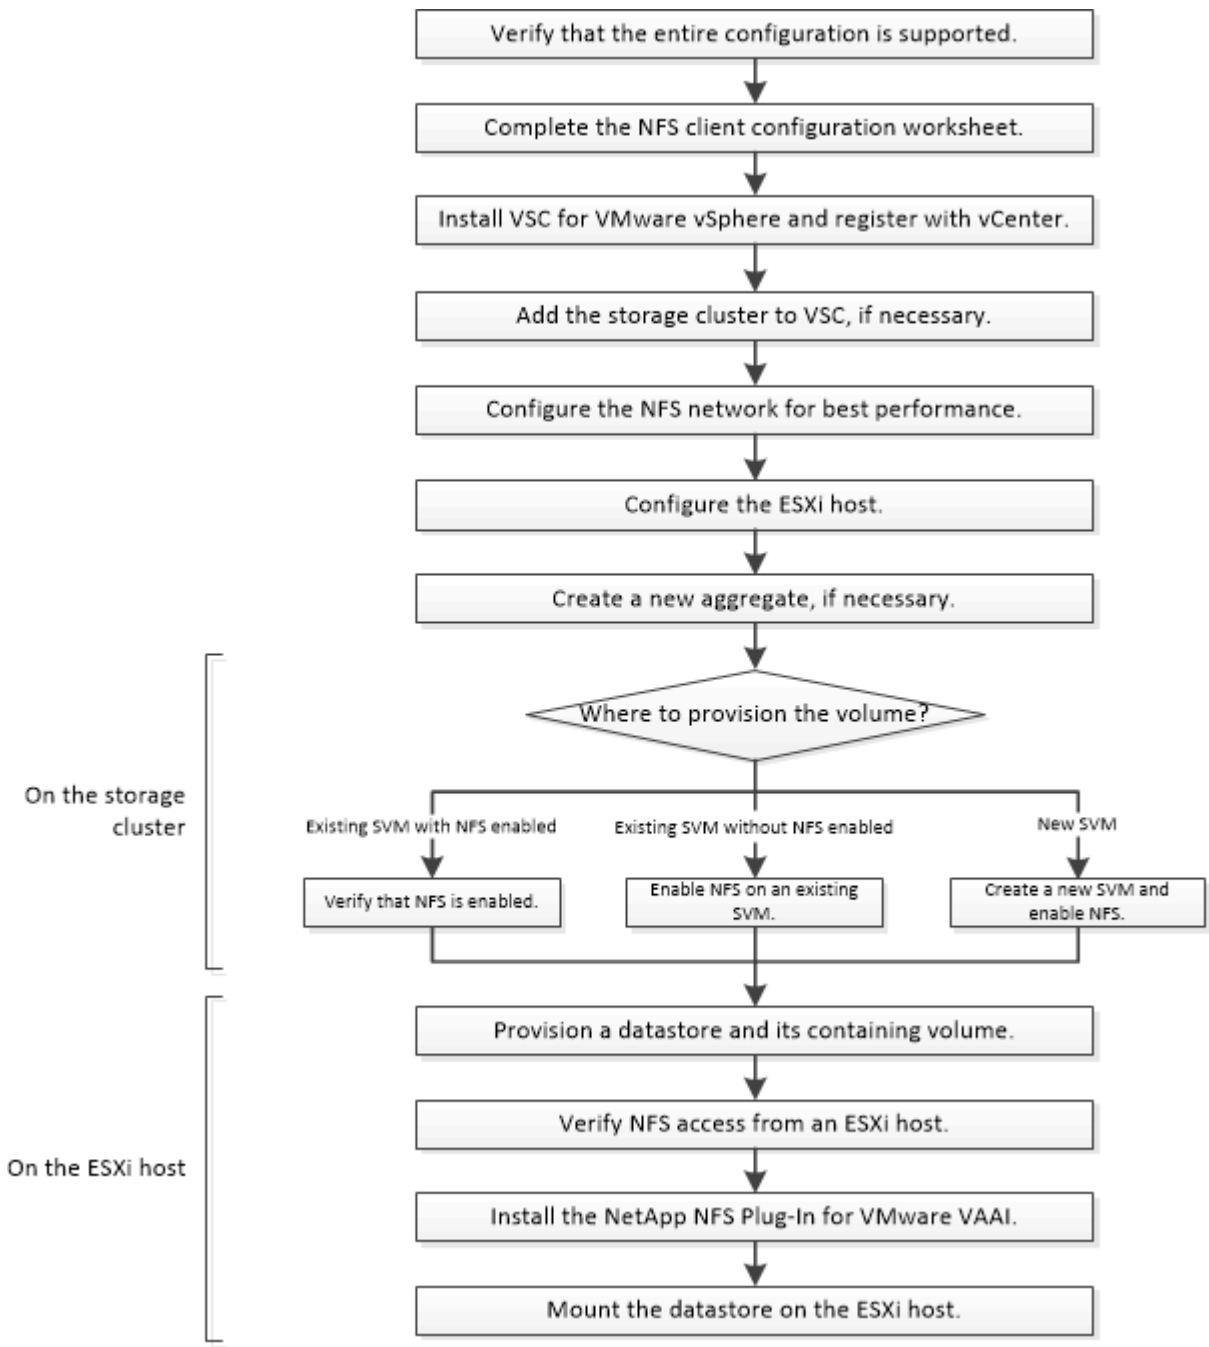 Verify that the entire configuration is supported.
Complete the NFS client configuration worksheet.
Install VSC for VMware vSphere and register with vCenter.
Add the storage cluster to VSC, if necessary.
Configure the NFS network for best performance.
Configure the ESXi host.
Create a new aggregate, if necessary.
Where to provision the volume?
On the storage
cluster
Existing SVM with NFS enabled
Existing SVM without NFS enabled
New SVM
Verify that NFS is enabled.
Enable NFS on an existing
SVM.
Create a new SVM and
enable NFS.
Provision a datastore and its containing volume.
Verify NFS access from an ESXi host.
On the ESXi host
Install the NetApp NFS Plug-In for VMware VAAI.
Mount the datastore on the ESXi host.